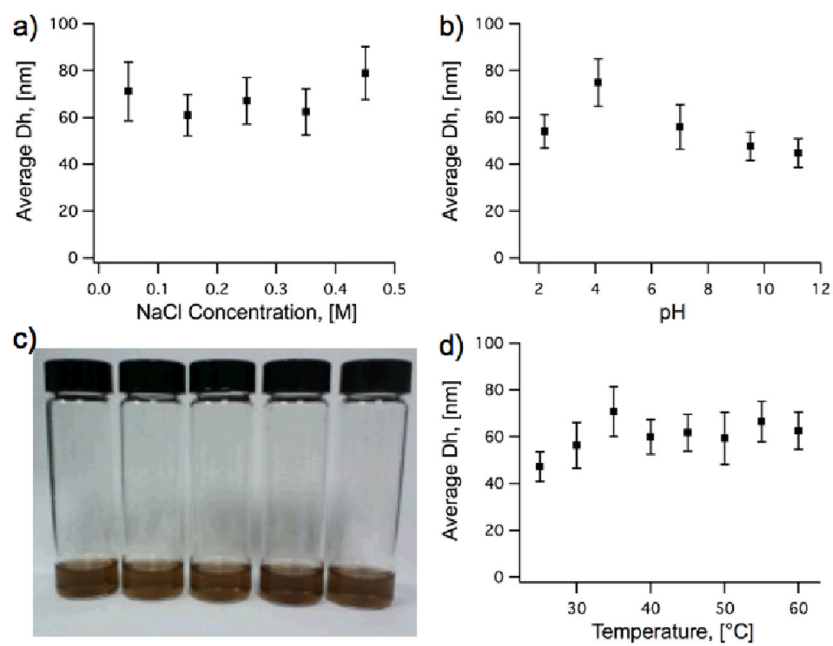 a)
Average Dh, [nm]
100
80
60
40
20
0
0.0 0.1 0.2 0.3 0.4 0.5
NaCl Concentration, [M]
b)
Average Dh, [nm]
100
80
60
40
20
0
2 4 6 8 10 12
pH
c)
d)
Average Dh, [nm]
100
80
60
40
20
0
30 40 50 60
Temperature, [°C]